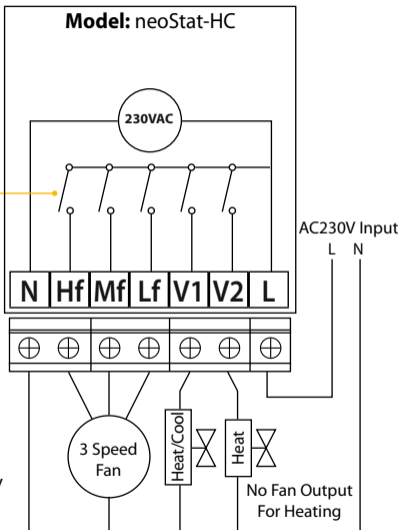 Model: neoStat-HC
230VAC
AC230V Input
L N
N Hf Mf Lf V1 V2 L
3 Speed
Fan
Heat/Cool
Heat
No Fan Output
For Heating